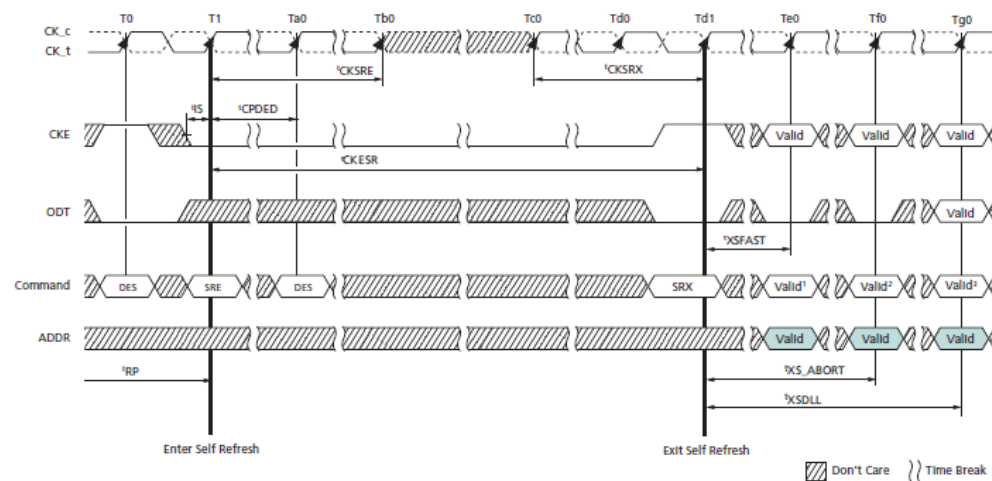 T0 T1 Ta0 Tb0 Tc0 Td0 Td1 Te0 Tf0 Tg0
CK_c
CK_t
tCKSRE tCKSRX
tIS tCPDED
CKE Valid Valid Valid
tCKESR
ODT Valid
tXSFAST
Command DES SRE DES SRX Valid¹ Valid² Valid³
ADDR Valid Valid Valid
tRP tXS_ABORT
tXSDLL
Enter Self Refresh Exit Self Refresh
Don't Care Time Break